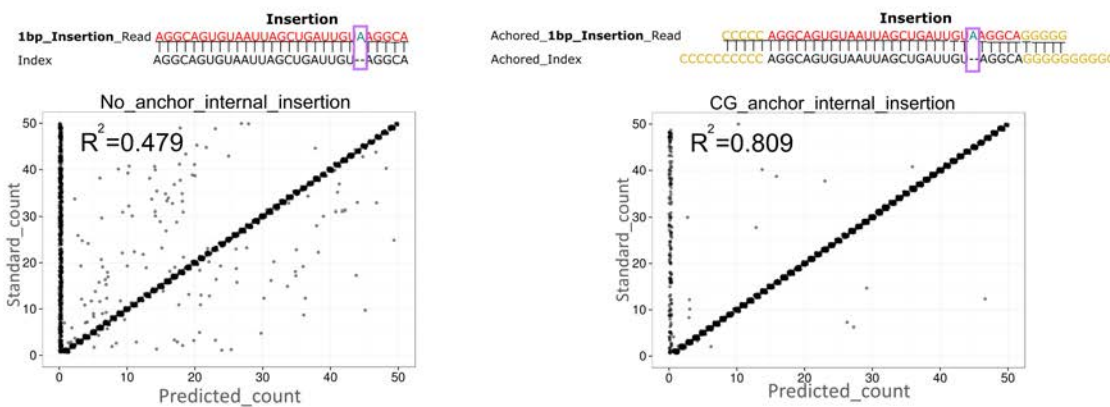 Insertion
1bp_Insertion_Read AGGCAGUGUAAUUAGCUGAUUGUAAGGCA
Index AGGCAGUGUAAUUAGCUGAUUGU--AGGCA
No_anchor_internal_insertion
R²=0.479
Standard_count
50
40
30
20
10
0
0 10 20 30 40 50
Predicted_count
Insertion
Achored_1bp_Insertion_Read CCCCC AGGCAGUGUAAUUAGCUGAUUGUAAGGCAGGGGG
Achored_Index CCCCCCCCCC AGGCAGUGUAAUUAGCUGAUUGU--AGGCAGGGGGGGGGG
CG_anchor_internal_insertion
R²=0.809
Standard_count
50
40
30
20
10
0
0 10 20 30 40 50
Predicted_count